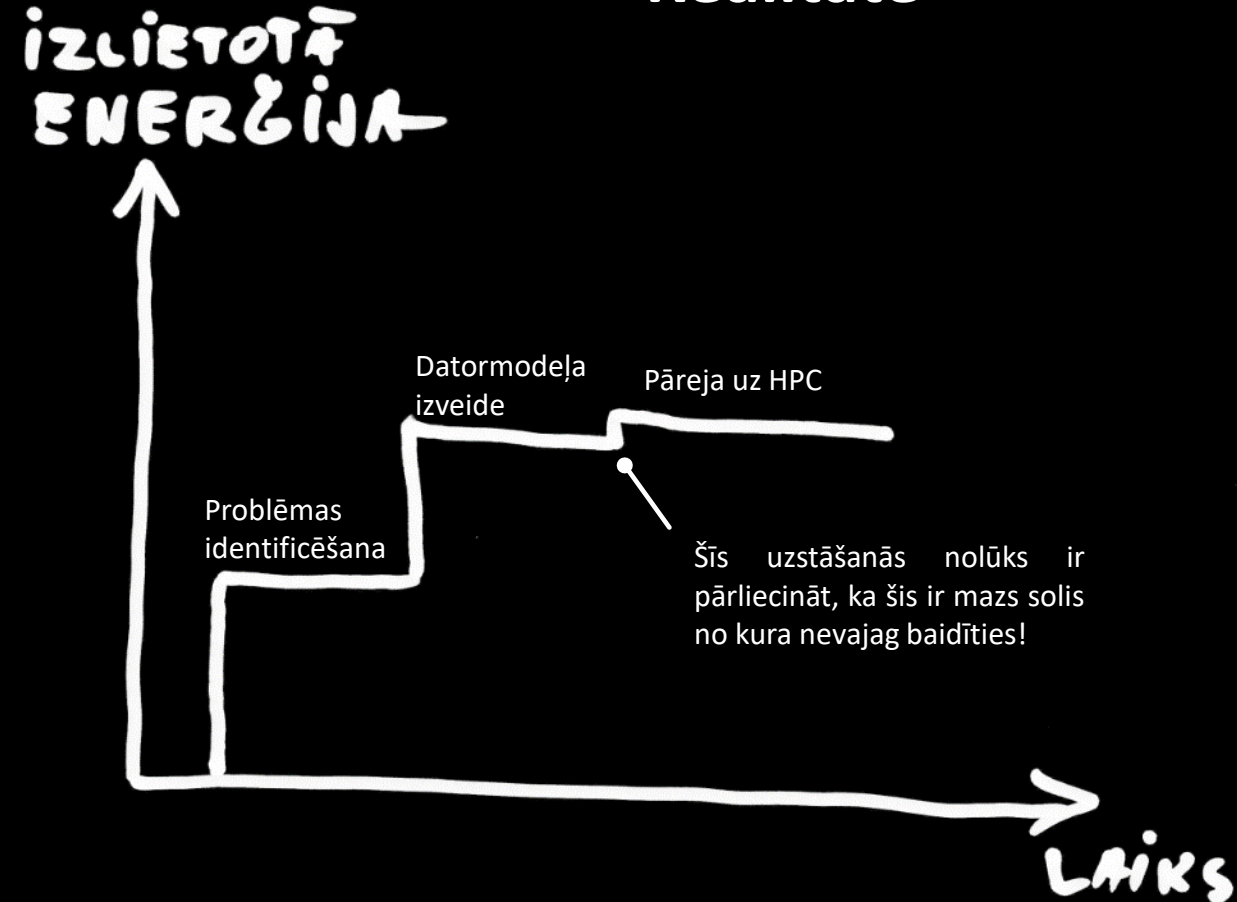 Realitāte
IZLIETOTĀ
ENERĢIJA
Datormodeļa
izveide
Pāreja uz HPC
Problēmas
identificēšana
Šīs uzstāšanās nolūks ir
pārliecināt, ka šis ir mazs solis
no kura nevajag baidīties!
LAIKS